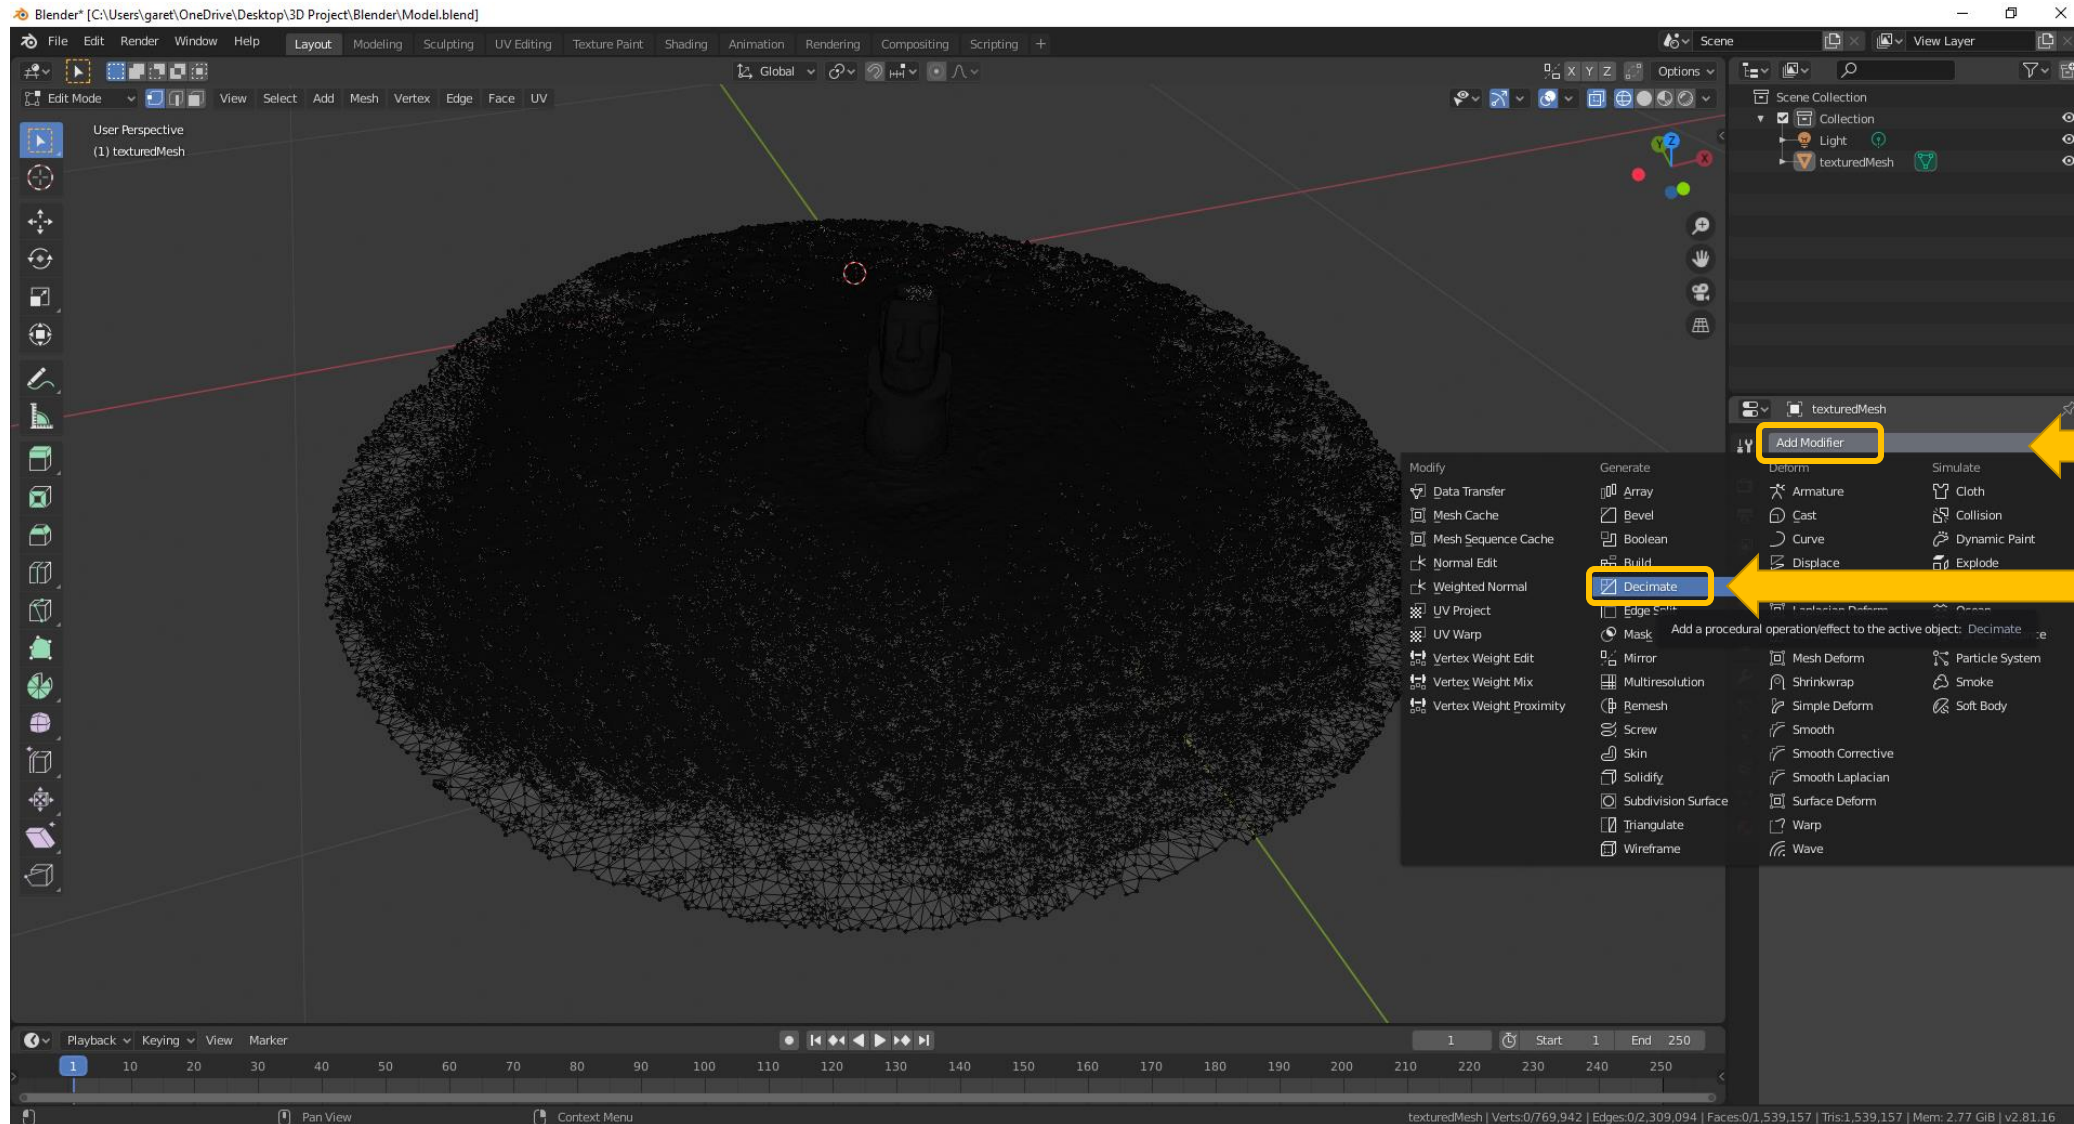 Blender* [C:\Users\garet\OneDrive\Desktop\3D Project\Blender\Model.blend]
File Edit Render Window Help Layout Modeling Sculpting UV Editing Texture Paint Shading Animation Rendering Compositing Scripting + Scene View Layer
Global X Y Z Options
Edit Mode View Select Add Mesh Vertex Edge Face UV
Scene Collection
Collection
Light
texturedMesh
User Perspective
(1) texturedMesh
Y Z X
texturedMesh
Add Modifier
Modify Generate Deform Simulate
Data Transfer Array Armature Cloth
Mesh Cache Bevel Cast Collision
Mesh Sequence Cache Boolean Curve Dynamic Paint
Normal Edit Build Displace Explode
Weighted Normal Decimate
UV Project Edge Split Laplacian Deform Ocean
UV Warp Mask Add a procedural operation/effect to the active object: Decimate
Vertex Weight Edit Mirror Mesh Deform Particle System
Vertex Weight Mix Multiresolution Shrinkwrap Smoke
Vertex Weight Proximity Remesh Simple Deform Soft Body
Screw Smooth
Skin Smooth Corrective
Solidify Smooth Laplacian
Subdivision Surface Surface Deform
Triangulate Warp
Wireframe Wave
Playback Keying View Marker 1 Start 1 End 250
1 10 20 30 40 50 60 70 80 90 100 110 120 130 140 150 160 170 180 190 200 210 220 230 240 250
Pan View Context Menu texturedMesh | Verts:0/769,942 | Edges:0/2,309,094 | Faces:0/1,539,157 | Tris:1,539,157 | Mem: 2.77 GiB | v2.81.16